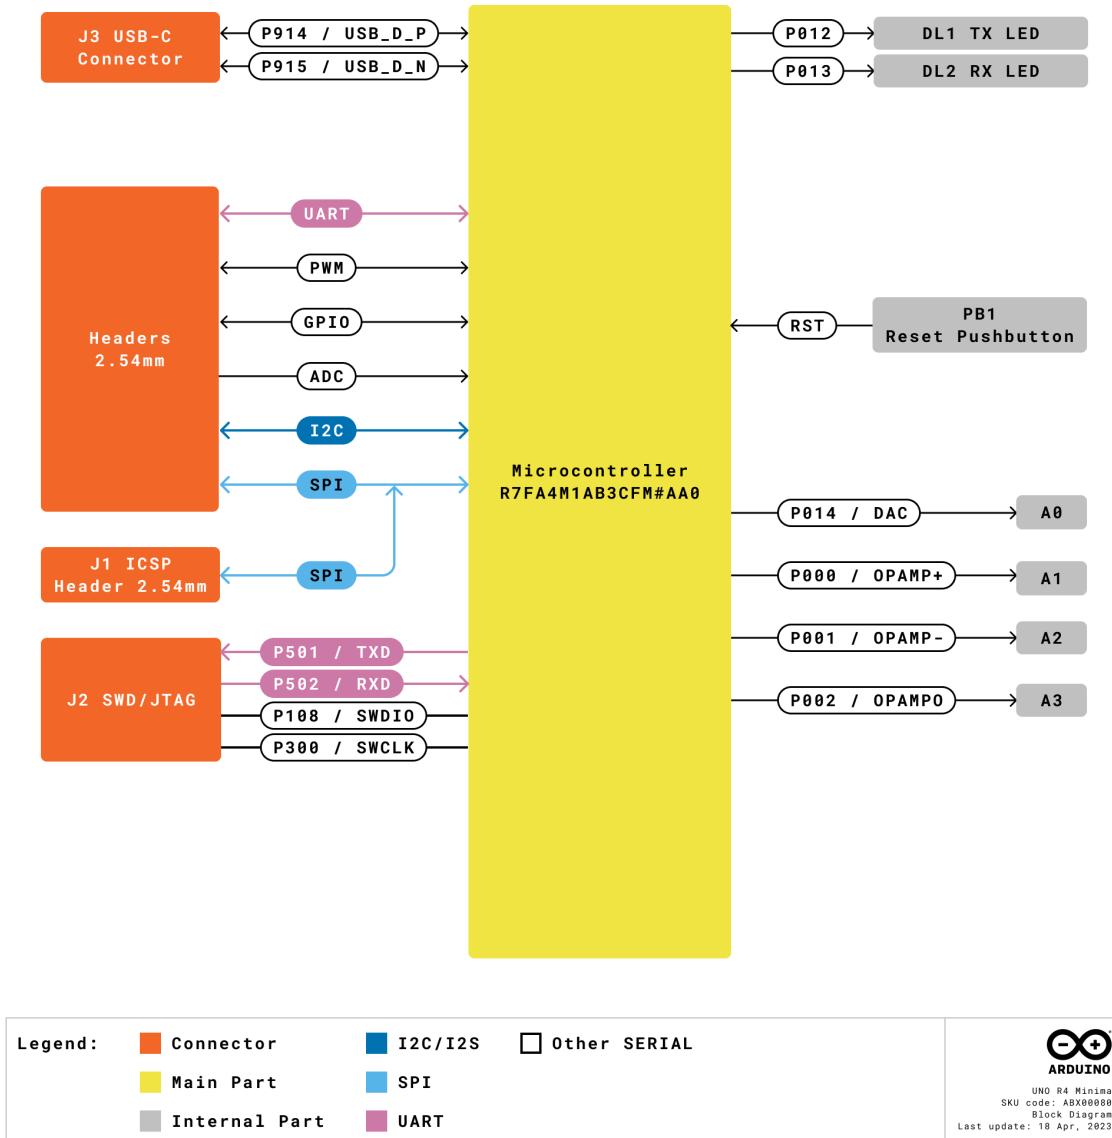 J3 USB-C
Connector
P914 / USB_D_P
P915 / USB_D_N
P012
DL1 TX LED
P013
DL2 RX LED
Headers
2.54mm
UART
PWM
GPIO
ADC
I2C
SPI
Microcontroller
R7FA4M1AB3CFM#AA0
RST
PB1
Reset Pushbutton
J1 ICSP
Header 2.54mm
SPI
J2 SWD/JTAG
P501 / TXD
P502 / RXD
P108 / SWDIO
P300 / SWCLK
P014 / DAC
A0
P000 / OPAMP+
A1
P001 / OPAMP-
A2
P002 / OPAMPO
A3
Legend:
Connector
Main Part
Internal Part
I2C/I2S
SPI
UART
Other SERIAL
ARDUINO
UNO R4 Minima
SKU code: ABX00080
Block Diagram
Last update: 18 Apr, 2023